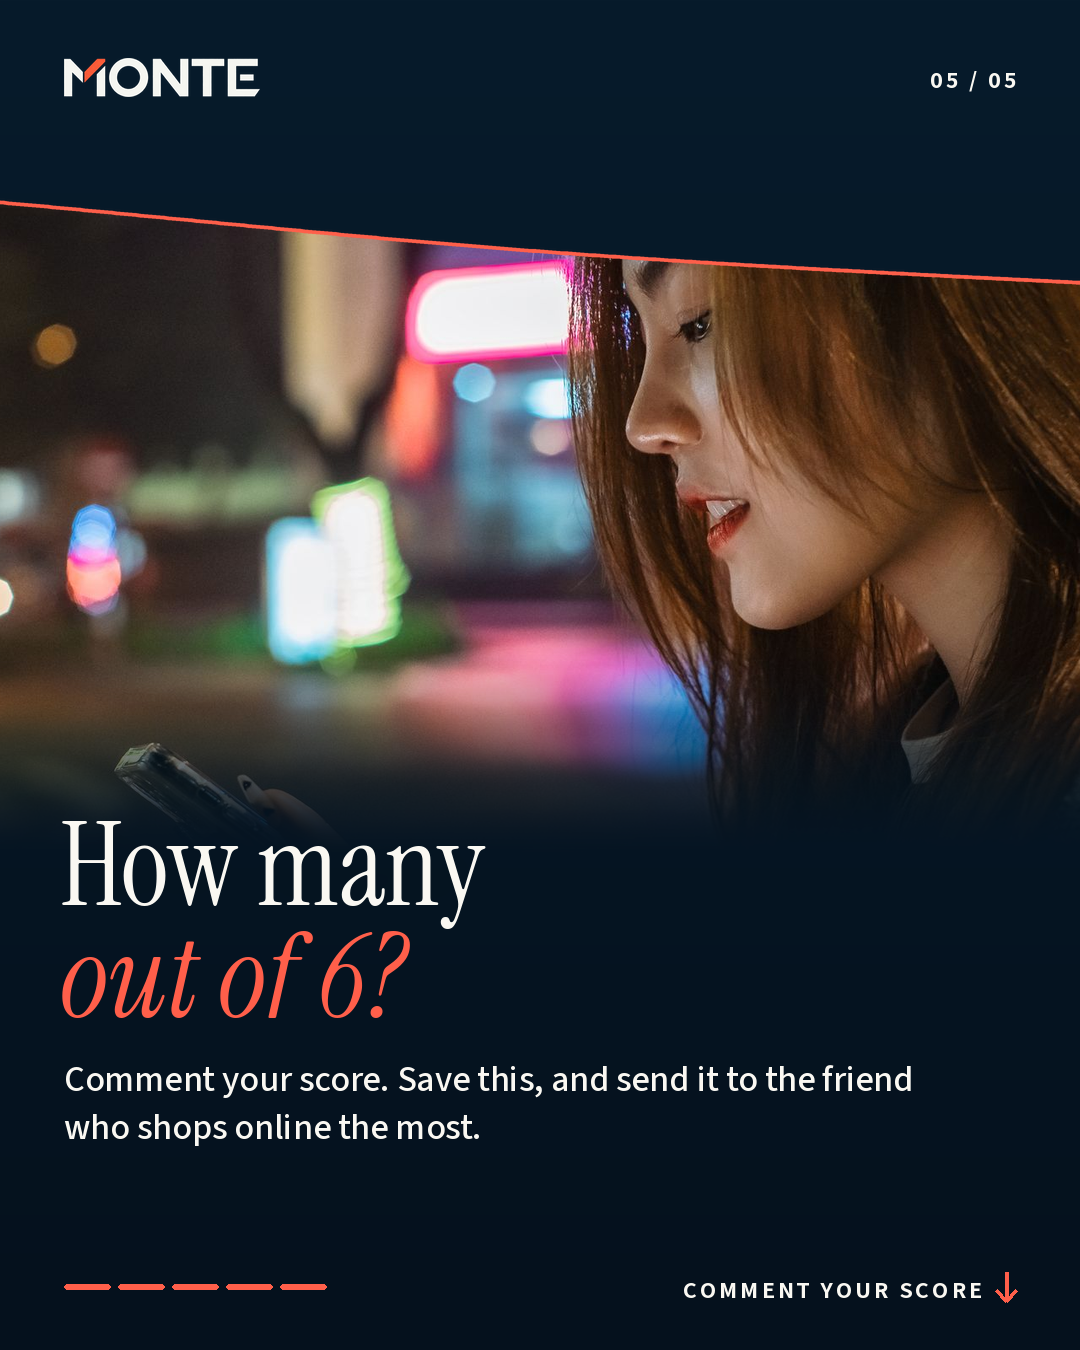 MONTE
05 / 05
How many
out of 6?
Comment your score. Save this, and send it to the friend
who shops online the most.
COMMENT YOUR SCORE